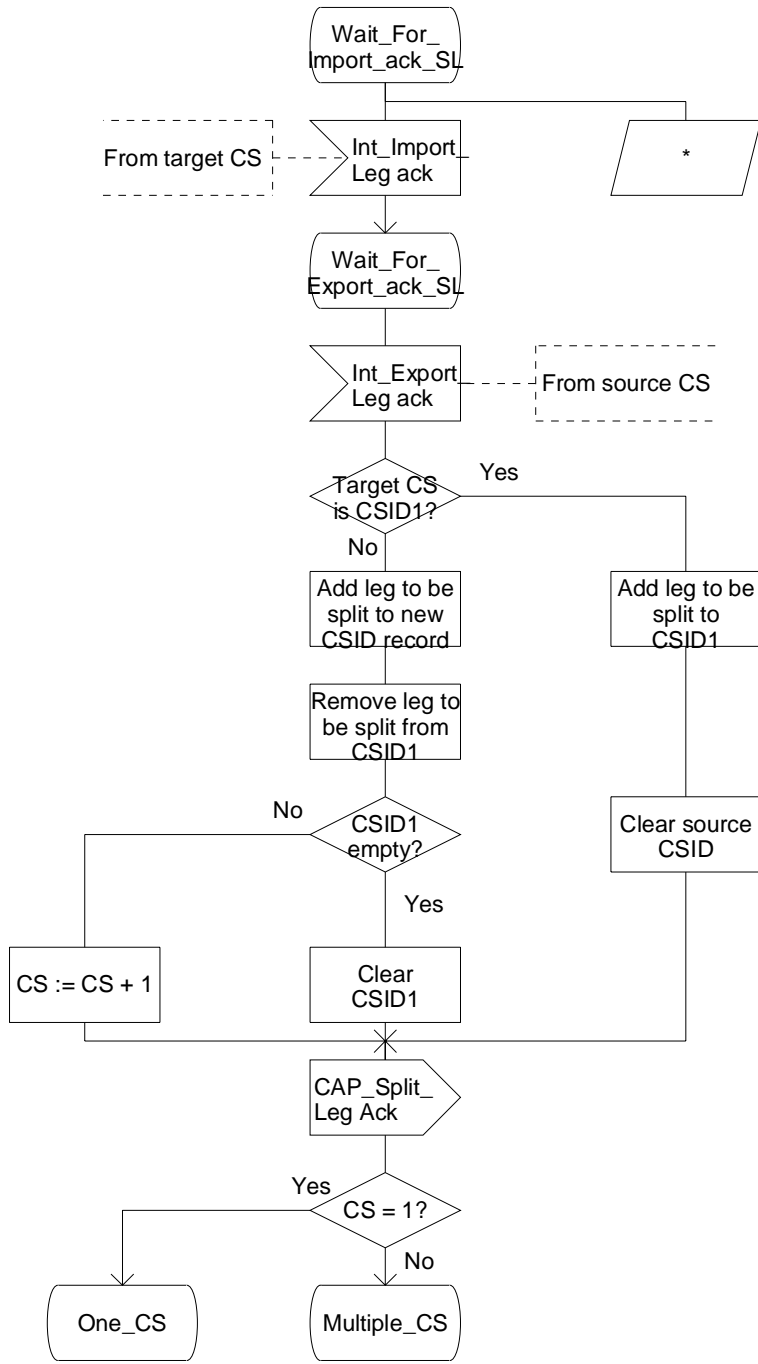 Wait_For_
Import_ack_SL
From target CS
Int_Import_
Leg ack
*
Wait_For_
Export_ack_SL
Int_Export_
Leg ack
From source CS
Target CS
is CSID1?
Yes
No
Add leg to be
split to new
CSID record
Add leg to be
split to
CSID1
Remove leg to
be split from
CSID1
No
CSID1
empty?
Clear source
CSID
Yes
CS := CS + 1
Clear
CSID1
CAP_Split_
Leg Ack
Yes
CS = 1?
No
One_CS
Multiple_CS